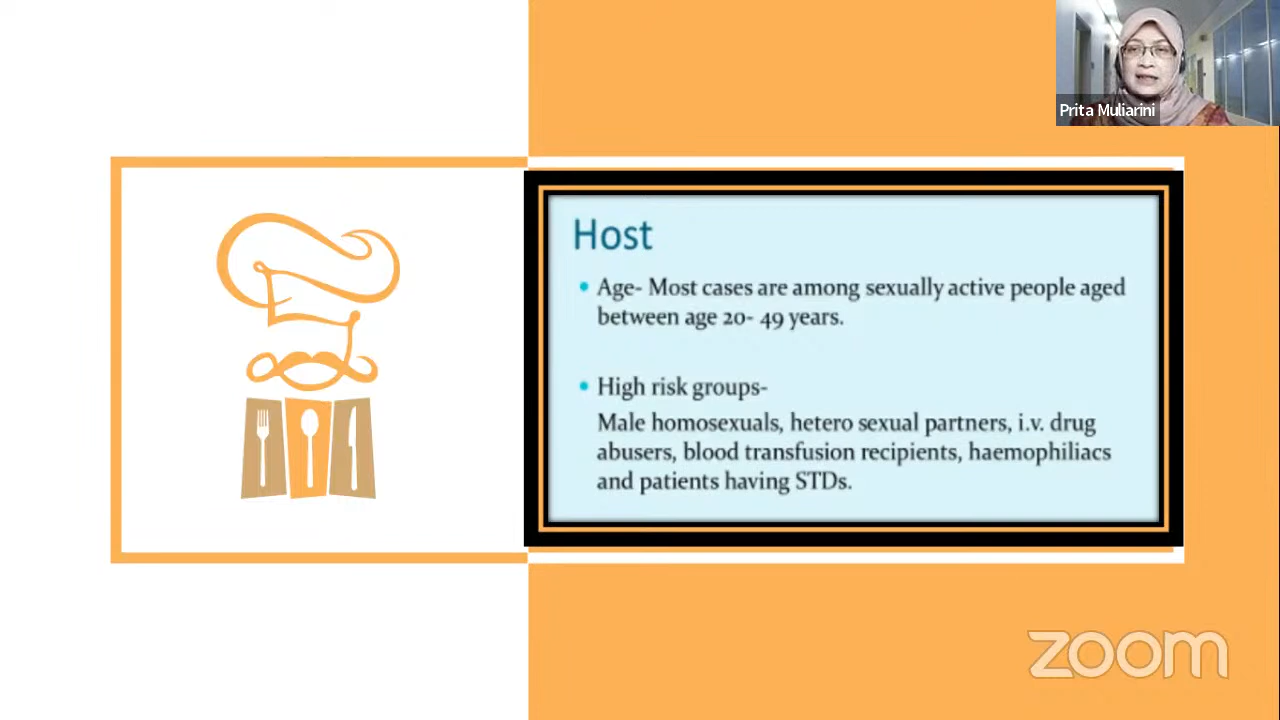 Prita Muliarini
Host
• Age- Most cases are among sexually active people aged
between age 20- 49 years.
• High risk groups-
Male homosexuals, hetero sexual partners, i.v. drug
abusers, blood transfusion recipients, haemophiliacs
and patients having STDs.
zoom